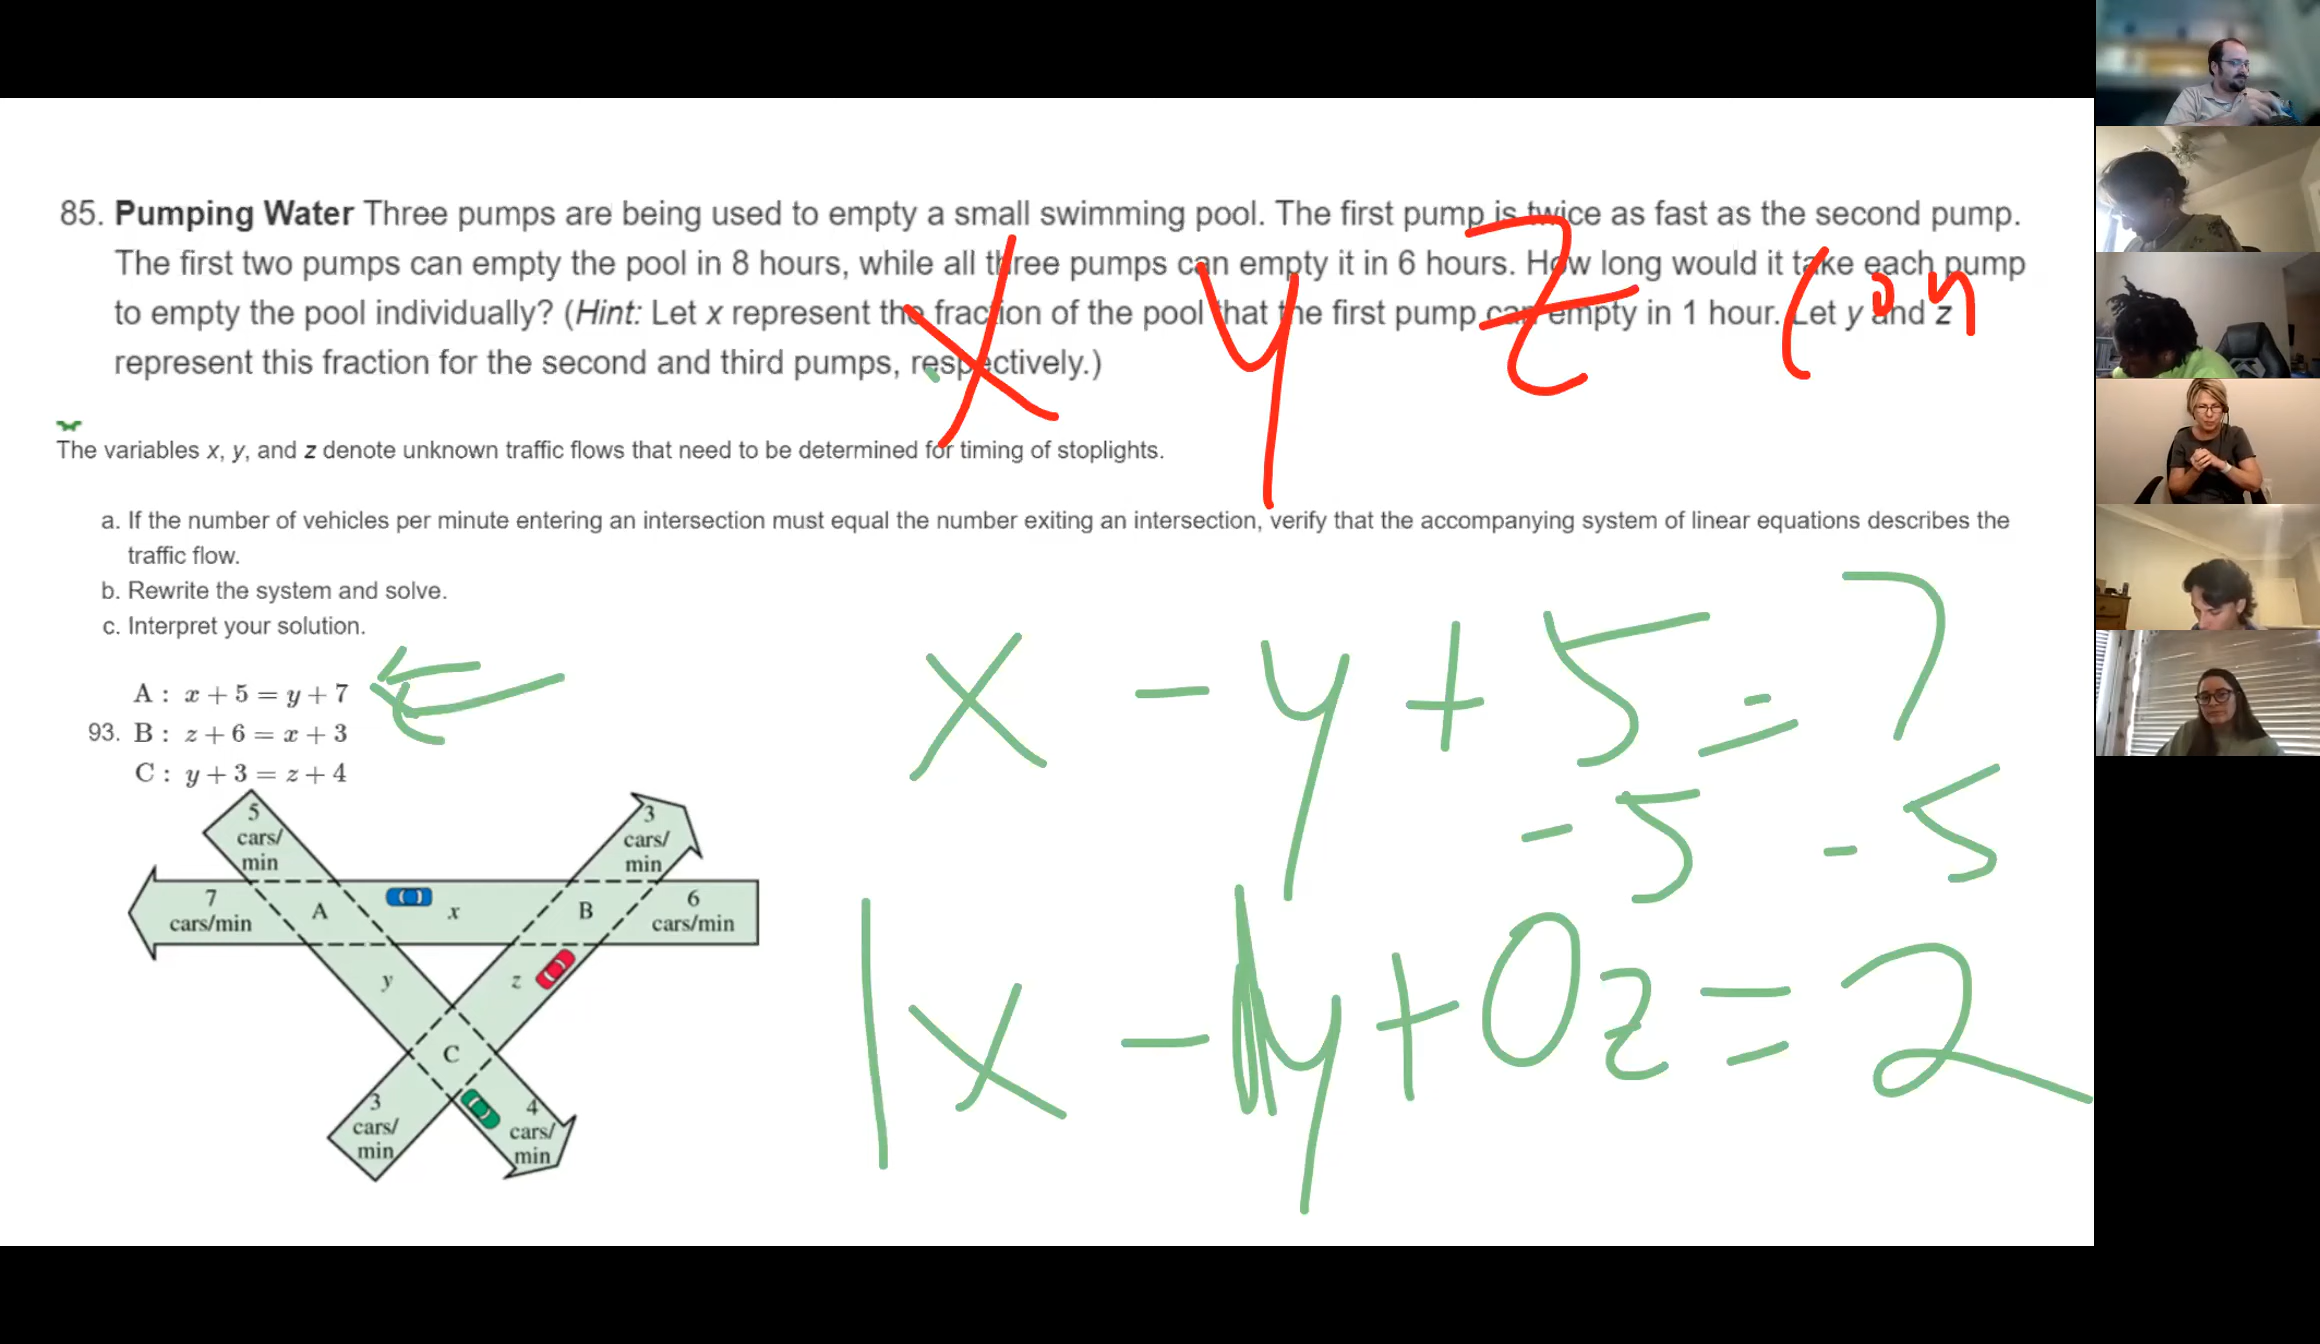 85. Pumping Water Three pumps are being used to empty a small swimming pool. The first pump is twice as fast as the second pump.
The first two pumps can empty the pool in 8 hours, while all three pumps can empty it in 6 hours. How long would it take each pump
to empty the pool individually? (Hint: Let x represent the fraction of the pool that the first pump can empty in 1 hour. Let y and z
represent this fraction for the second and third pumps, respectively.)
x y z (on
The variables x, y, and z denote unknown traffic flows that need to be determined for timing of stoplights.
a. If the number of vehicles per minute entering an intersection must equal the number exiting an intersection, verify that the accompanying system of linear equations describes the
traffic flow.
b. Rewrite the system and solve.
c. Interpret your solution.
A : x + 5 = y + 7
93. B : z + 6 = x + 3
C : y + 3 = z + 4
x - y + 5 = 7
- 5 - 5
1x - 1y + 0z = 2
5
cars/
min
3
cars/
min
7
cars/min
A
x
B
6
cars/min
y
z
C
3
cars/
min
4
cars/
min